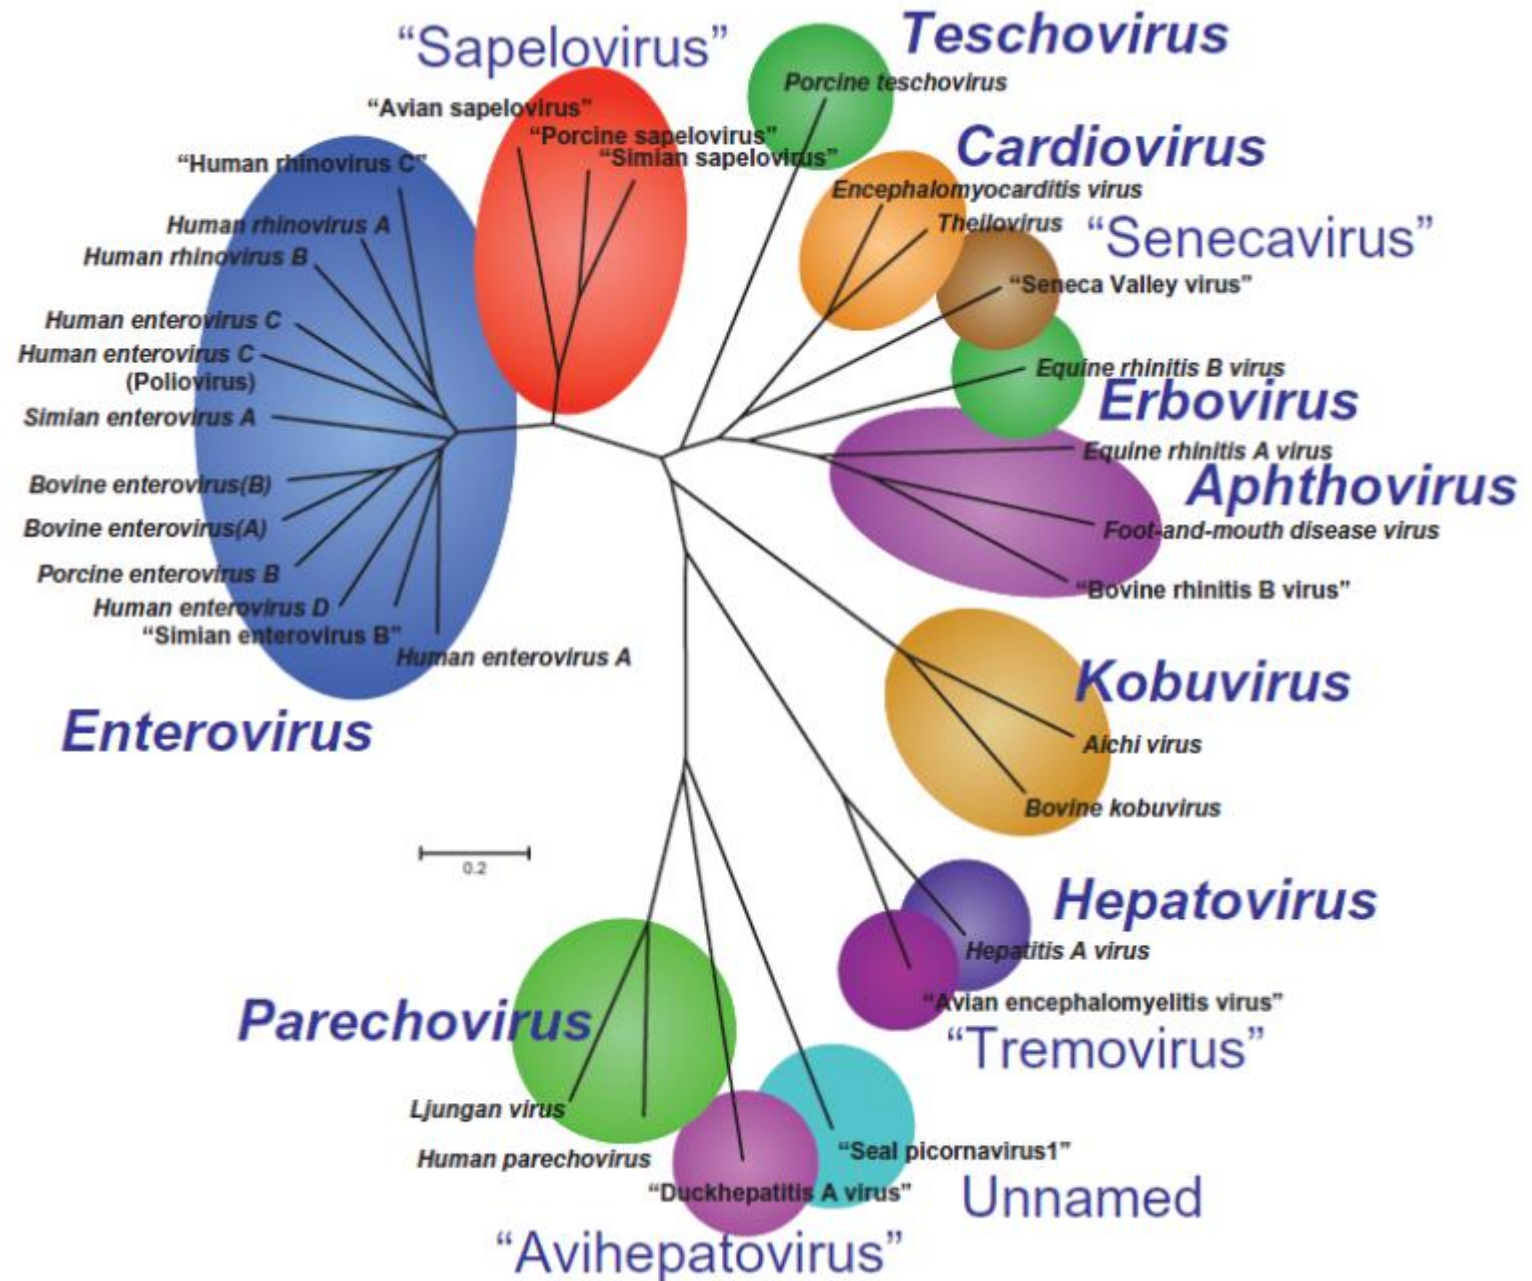 “Sapelovirus”
Teschovirus
Porcine teschovirus
“Avian sapelovirus”
“Porcine sapelovirus”
“Simian sapelovirus”
Cardiovirus
Encephalomyocarditis virus
Theilovirus
“Senecavirus”
“Seneca Valley virus”
“Human rhinovirus C”
Human rhinovirus A
Human rhinovirus B
Human enterovirus C
Human enterovirus C
(Poliovirus)
Simian enterovirus A
Bovine enterovirus(B)
Bovine enterovirus(A)
Porcine enterovirus B
Human enterovirus D
“Simian enterovirus B”
Human enterovirus A
Enterovirus
Equine rhinitis B virus
Erbovirus
Equine rhinitis A virus
Aphthovirus
Foot-and-mouth disease virus
“Bovine rhinitis B virus”
Kobuvirus
Aichi virus
Bovine kobuvirus
0.2
Hepatovirus
Hepatitis A virus
“Avian encephalomyelitis virus”
“Tremovirus”
Parechovirus
Ljungan virus
Human parechovirus
“Seal picornavirus1”
“Duckhepatitis A virus”
Unnamed
“Avihepatovirus”